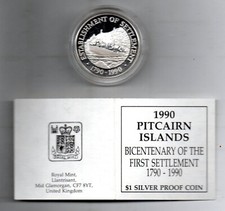 ESTABLISHMENT OF SETTLEMENT
1790 - 1990
Royal Mint,
Llantrisant,
Mid Glamorgan, CF7 8YT,
United Kingdom
1990
PITCAIRN
ISLANDS
BICENTENARY OF THE
FIRST SETTLEMENT
1790 - 1990
$1 SILVER PROOF COIN